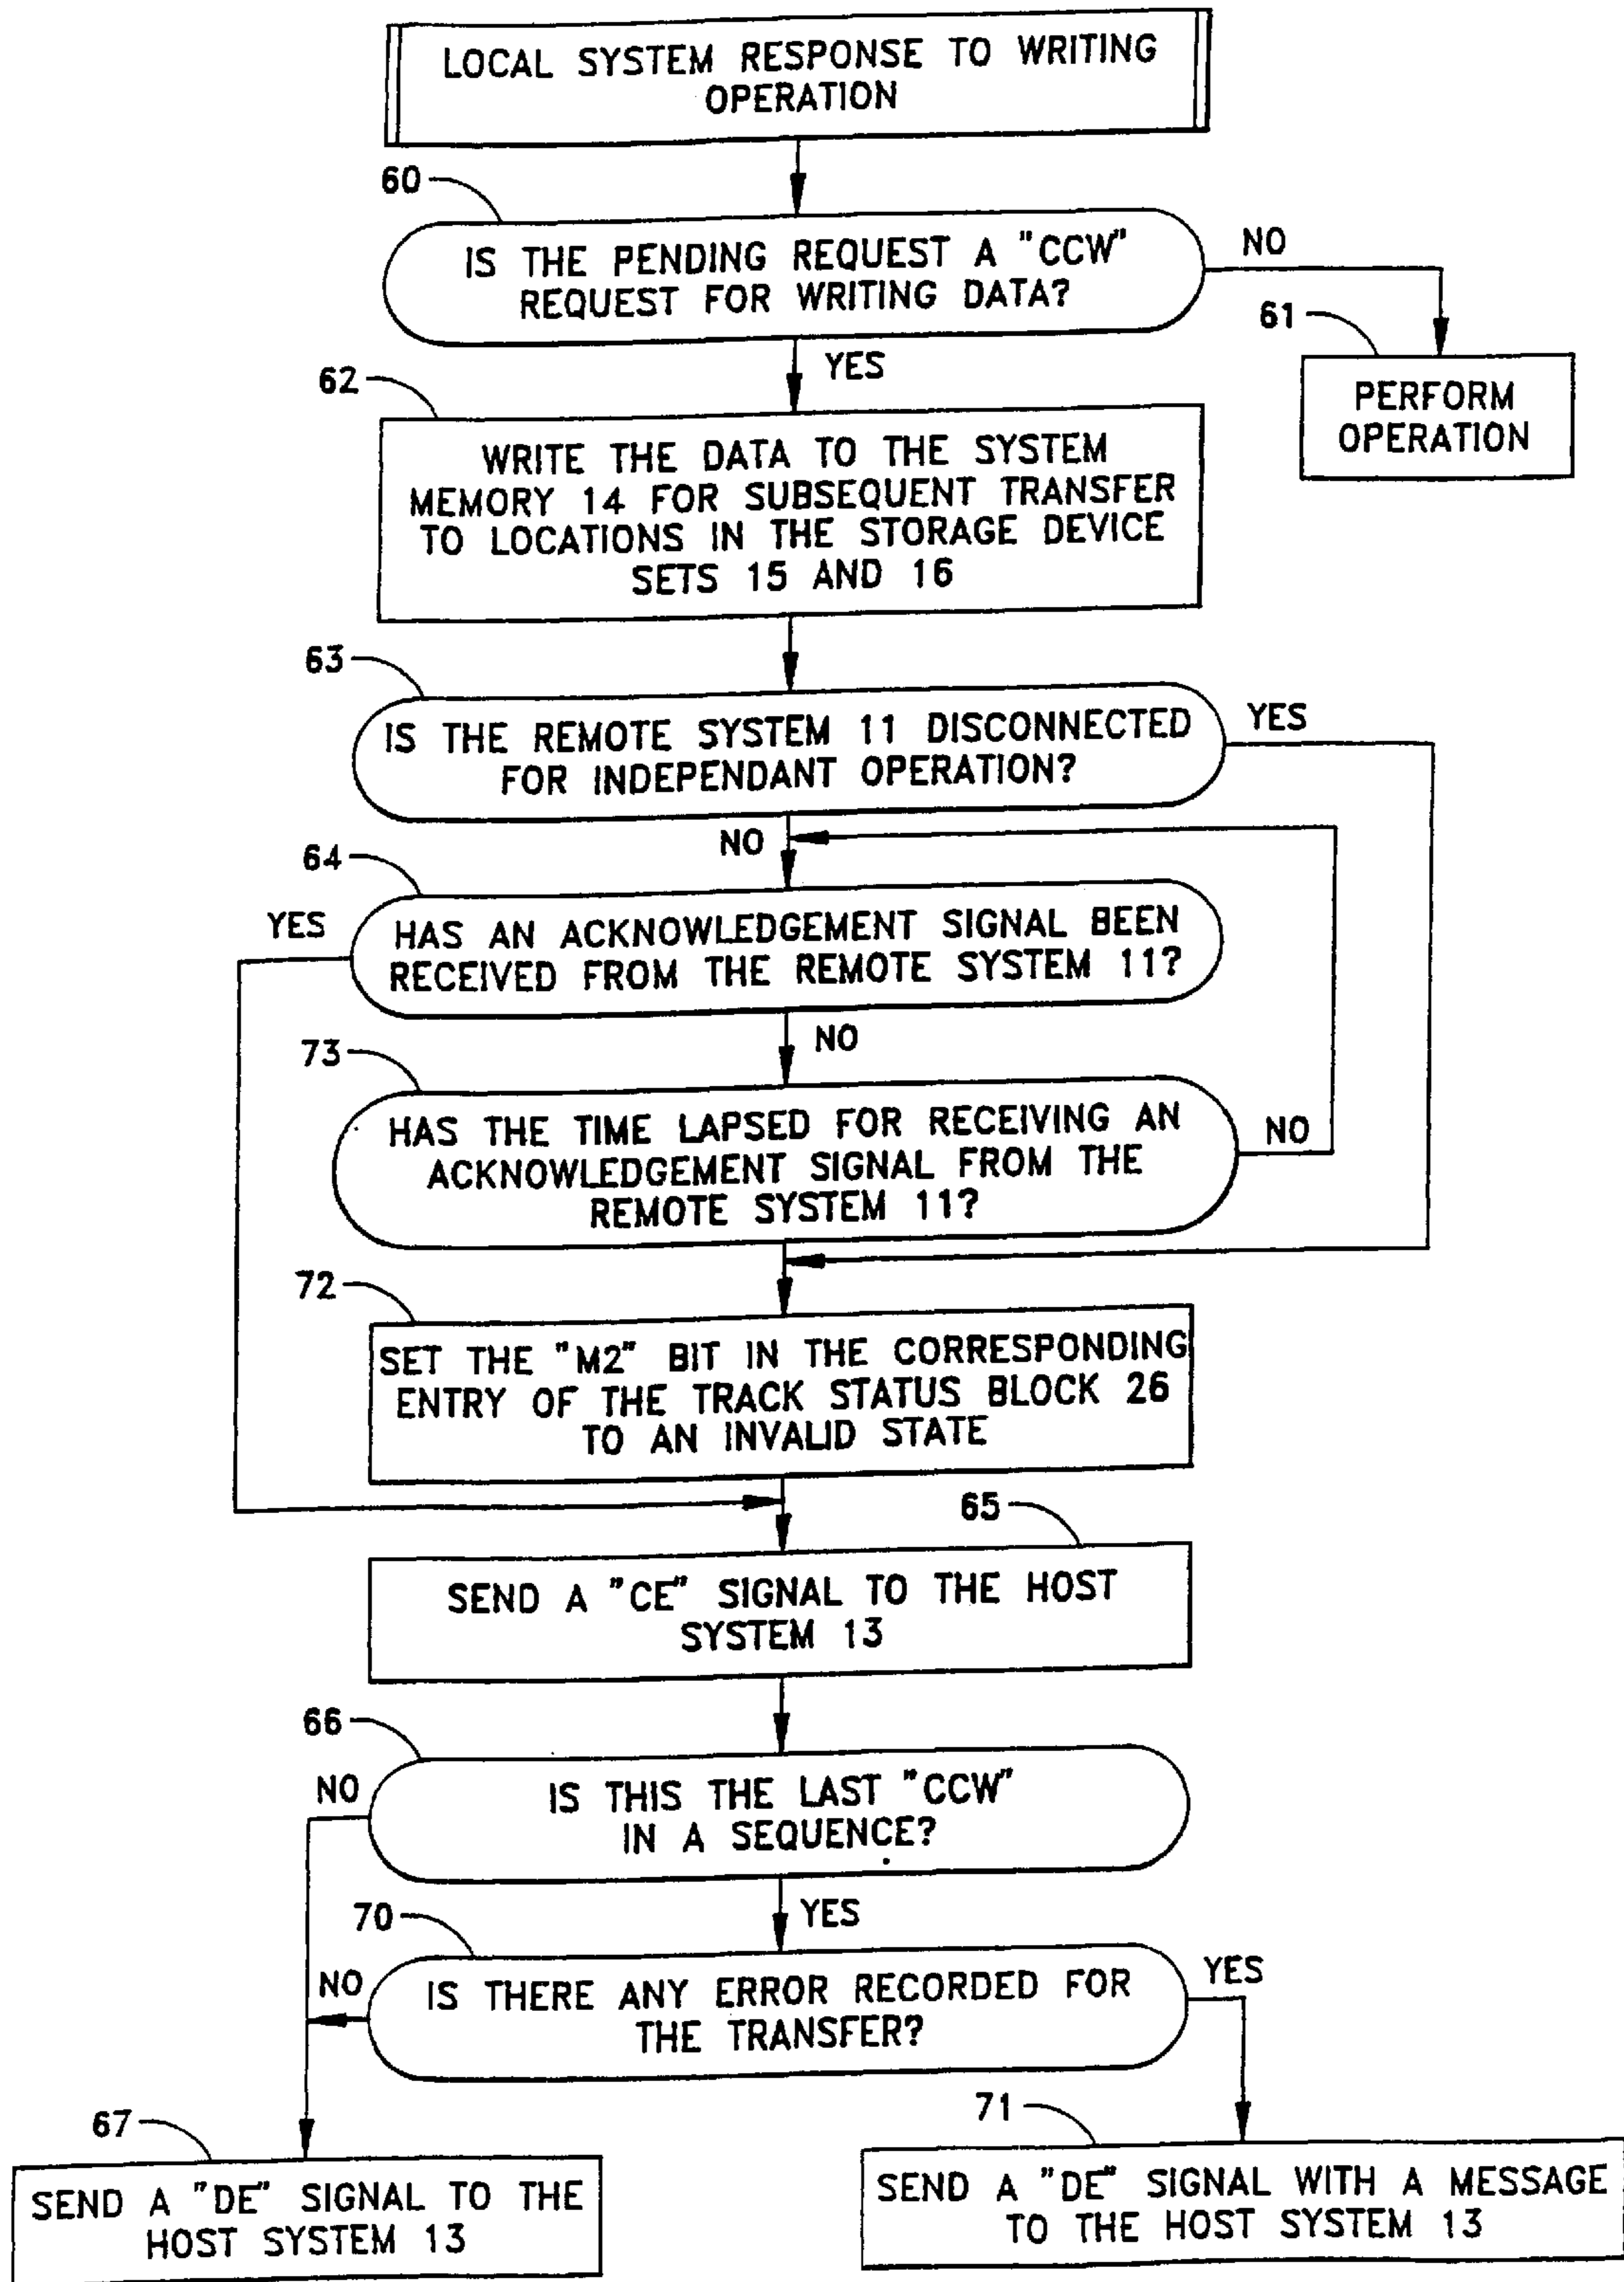 LOCAL SYSTEM RESPONSE TO WRITING
OPERATION
60
IS THE PENDING REQUEST A "CCW"
REQUEST FOR WRITING DATA?
NO
61
PERFORM
OPERATION
YES
62
WRITE THE DATA TO THE SYSTEM
MEMORY 14 FOR SUBSEQUENT TRANSFER
TO LOCATIONS IN THE STORAGE DEVICE
SETS 15 AND 16
63
IS THE REMOTE SYSTEM 11 DISCONNECTED
FOR INDEPENDANT OPERATION?
YES
NO
64
YES
HAS AN ACKNOWLEDGEMENT SIGNAL BEEN
RECEIVED FROM THE REMOTE SYSTEM 11?
NO
73
HAS THE TIME LAPSED FOR RECEIVING AN
ACKNOWLEDGEMENT SIGNAL FROM THE
REMOTE SYSTEM 11?
NO
72
SET THE "M2" BIT IN THE CORRESPONDING
ENTRY OF THE TRACK STATUS BLOCK 26
TO AN INVALID STATE
65
SEND A "CE" SIGNAL TO THE HOST
SYSTEM 13
66
NO
IS THIS THE LAST "CCW"
IN A SEQUENCE?
YES
70
NO
IS THERE ANY ERROR RECORDED FOR
THE TRANSFER?
YES
67
SEND A "DE" SIGNAL TO THE
HOST SYSTEM 13
71
SEND A "DE" SIGNAL WITH A MESSAGE
TO THE HOST SYSTEM 13